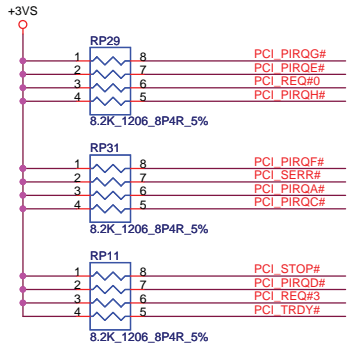 +3VS
RP29
1 8 PCI_PIRQG#
2 7 PCI_PIRQE#
3 6 PCI_REQ#0
4 5 PCI_PIRQH#
8.2K_1206_8P4R_5%
RP31
1 8 PCI_PIRQF#
2 7 PCI_SERR#
3 6 PCI_PIRQA#
4 5 PCI_PIRQC#
8.2K_1206_8P4R_5%
RP11
1 8 PCI_STOP#
2 7 PCI_PIRQD#
3 6 PCI_REQ#3
4 5 PCI_TRDY#
8.2K_1206_8P4R_5%